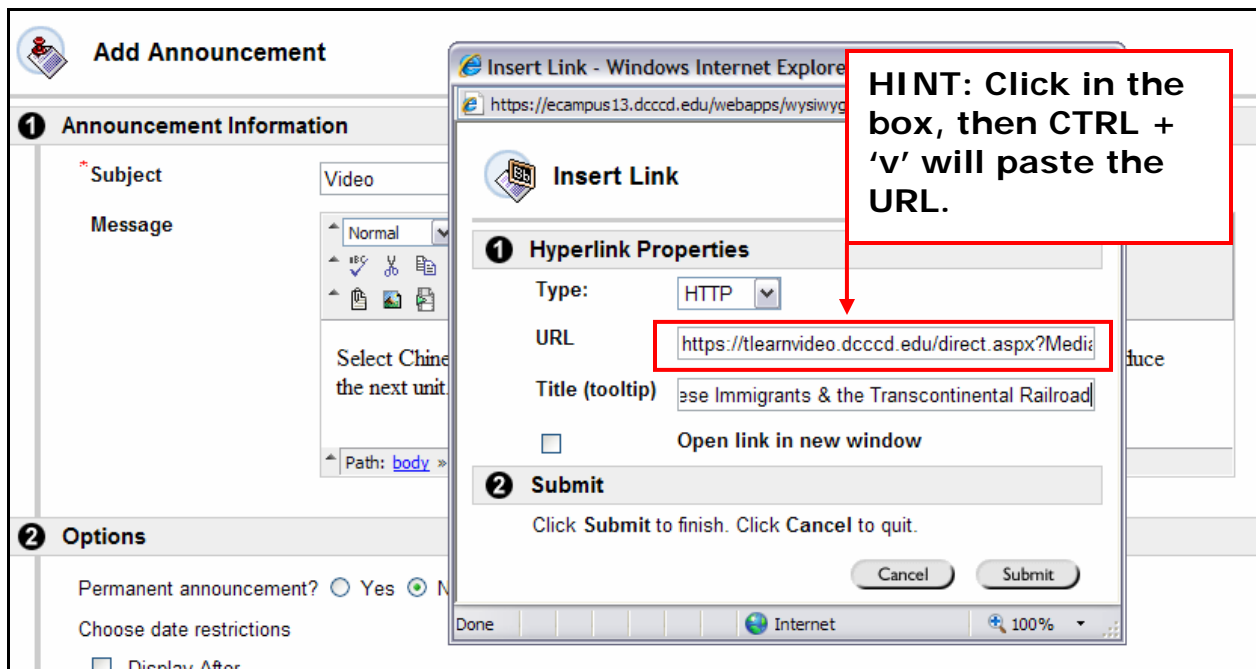 Add Announcement
1 Announcement Information
*Subject
Video
Message
Normal
ABC
Select Chine
duce
the next unit.
Path: body »
2 Options
Permanent announcement? Yes N
Choose date restrictions
Display After
Insert Link - Windows Internet Explore
https://ecampus13.dcccd.edu/webapps/wysiwyg
Insert Link
1 Hyperlink Properties
Type:
HTTP
URL
https://tlearnvideo.dcccd.edu/direct.aspx?Media
Title (tooltip)
ese Immigrants & the Transcontinental Railroad
Open link in new window
2 Submit
Click Submit to finish. Click Cancel to quit.
Cancel
Submit
Done
Internet
100%
HINT: Click in the
box, then CTRL +
‘v’ will paste the
URL.